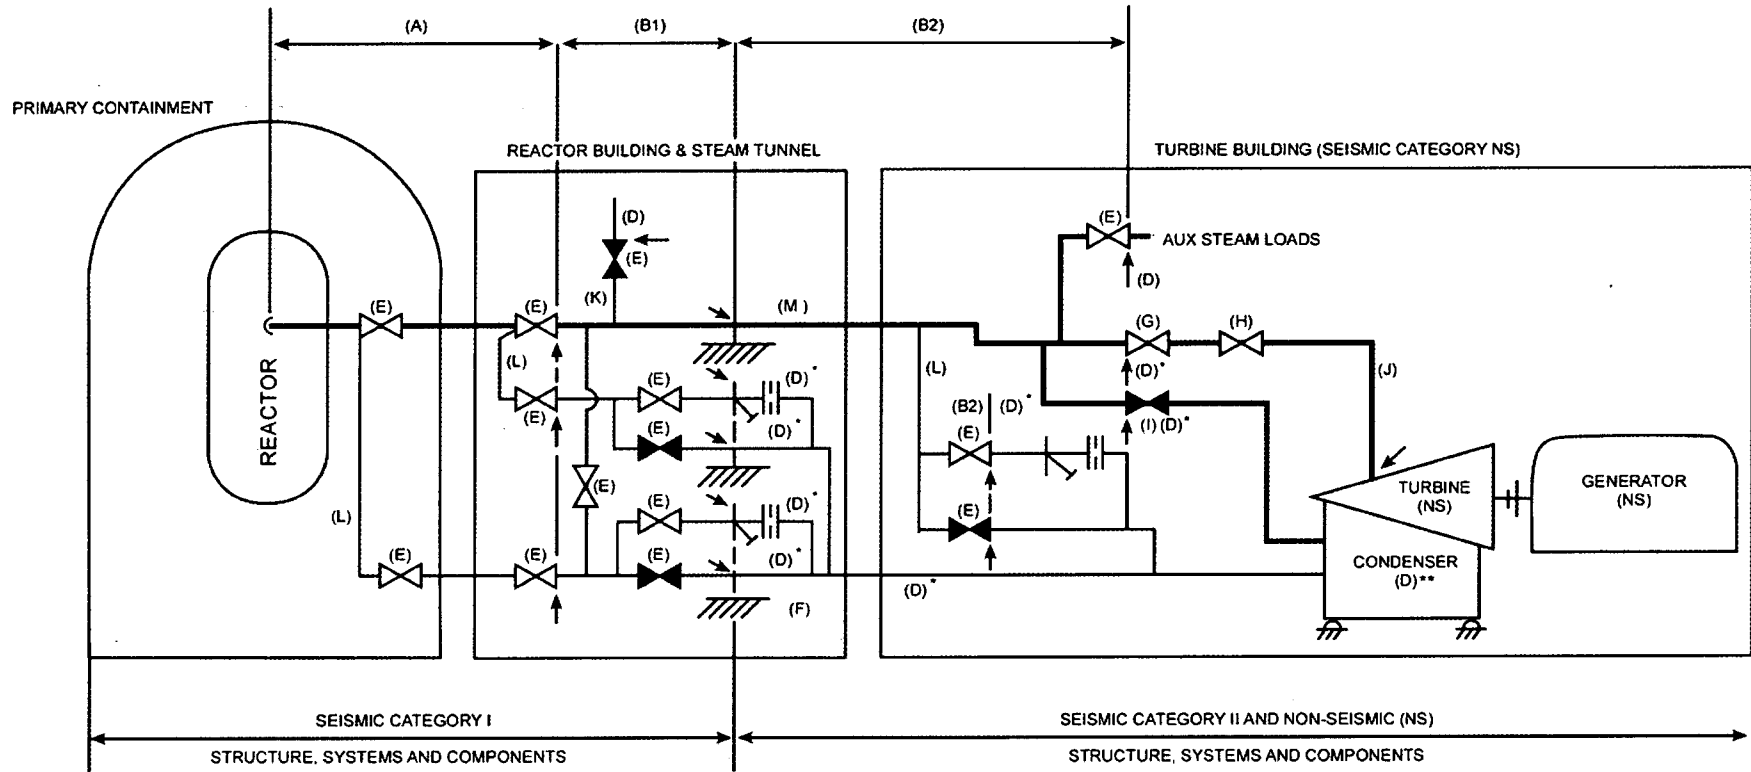 (A)
(B1)
(B2)
PRIMARY CONTAINMENT
REACTOR BUILDING & STEAM TUNNEL
TURBINE BUILDING (SEISMIC CATEGORY NS)
(D)
(E)
(E)
AUX STEAM LOADS
(D)
(K)
(E)
(E)
(M)
(G)
(H)
(L)
(L)
(D)*
(J)
REACTOR
(E)
(D)*
(E)
(D)*
(B2)
(D)*
(I) (D)*
(E)
(E)
(E)
(L)
(E)
(D)*
(E)
TURBINE
(NS)
GENERATOR
(NS)
(E)
(E)
(E)
(D)*
CONDENSER
(D)**
(D)*
(F)
SEISMIC CATEGORY I
STRUCTURE, SYSTEMS AND COMPONENTS
SEISMIC CATEGORY II AND NON-SEISMIC (NS)
STRUCTURE, SYSTEMS AND COMPONENTS